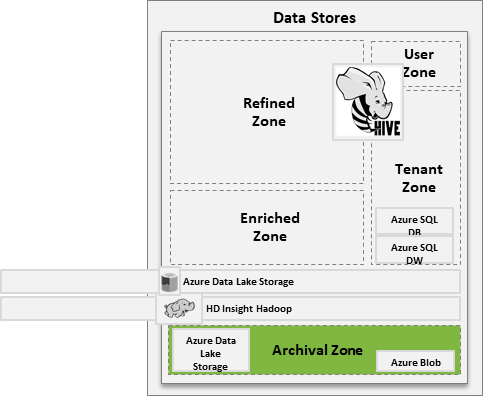 Data Stores
Refined
Zone
User
Zone
HIVE
Tenant
Zone
Azure SQL
DB
Azure SQL
DW
Enriched
Zone
Azure Data Lake Storage
HD Insight Hadoop
Azure Data
Lake
Storage
Archival Zone
Azure Blob